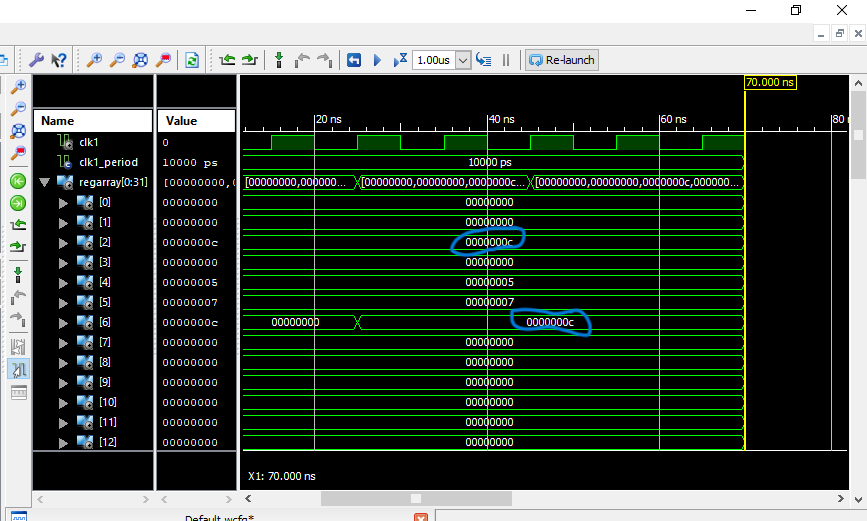 1.00us Re-launch
70.000 ns
Name Value
20 ns 40 ns 60 ns 80 n
clk1 0
clk1_period 10000 ps 10000 ps
regarray[0:31] [00000000,0 [00000000,000000... [00000000,00000000,0000000c... [00000000,00000000,0000000c,000000...
[0] 00000000 00000000
[1] 00000000 00000000
[2] 0000000c 0000000c
[3] 00000000 00000000
[4] 00000005 00000005
[5] 00000007 00000007
[6] 0000000c 00000000 0000000c
[7] 00000000 00000000
[8] 00000000 00000000
[9] 00000000 00000000
[10] 00000000 00000000
[11] 00000000 00000000
[12] 00000000 00000000
X1: 70.000 ns
Default.wcfg*